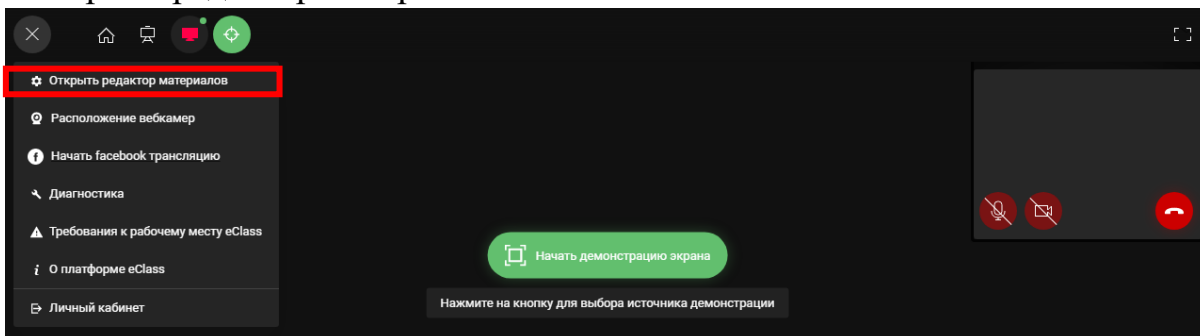 Открыть редактор материалов
Расположение вебкамер
Начать facebook трансляцию
Диагностика
Требования к рабочему месту eClass
О платформе eClass
Личный кабинет
Начать демонстрацию экрана
Нажмите на кнопку для выбора источника демонстрации